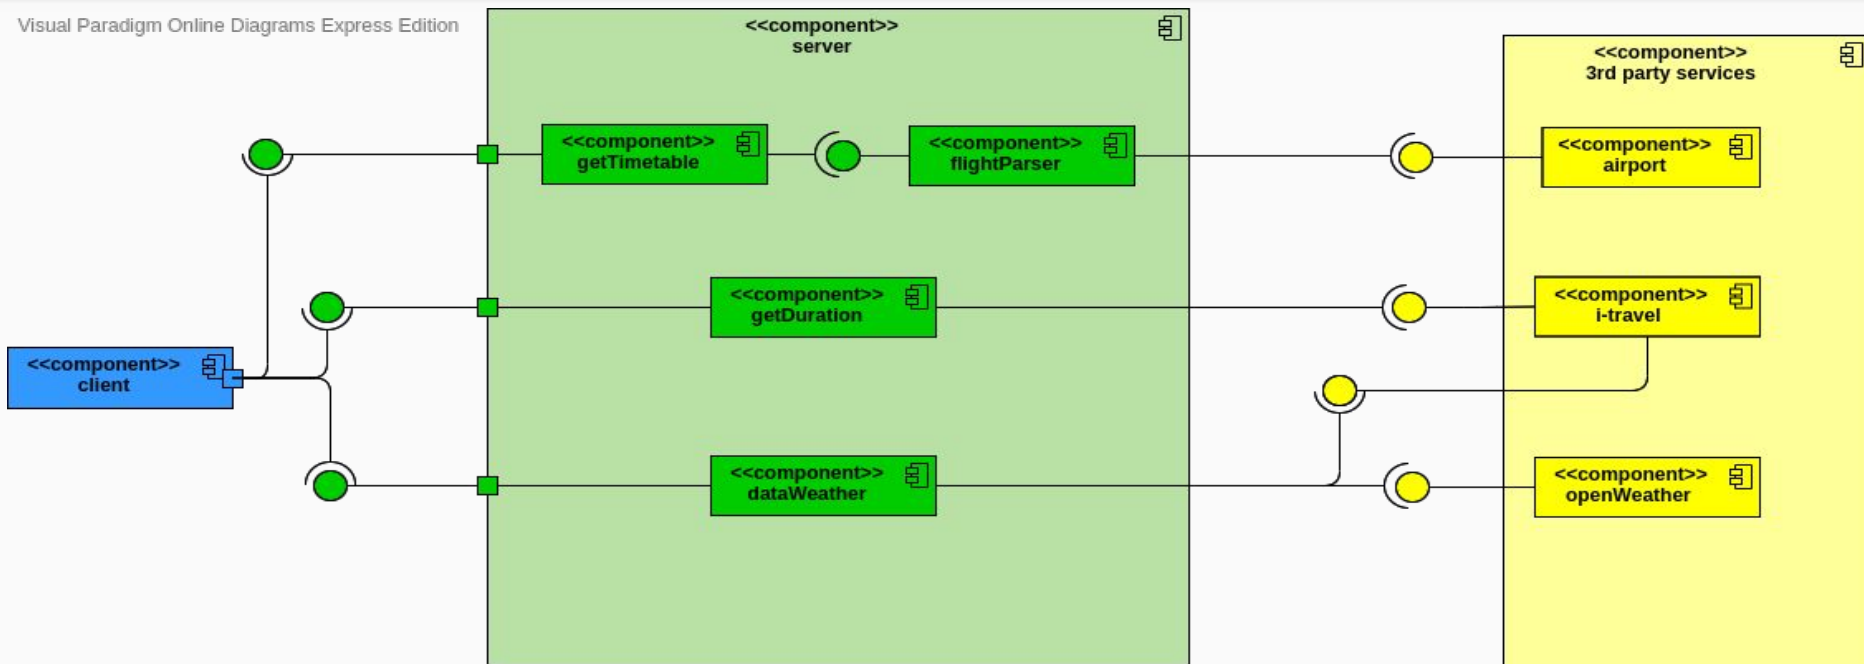 Visual Paradigm Online Diagrams Express Edition
<<component>>
server
<<component>>
3rd party services
<<component>>
getTimetable
<<component>>
flightParser
<<component>>
airport
<<component>>
getDuration
<<component>>
i-travel
<<component>>
client
<<component>>
dataWeather
<<component>>
openWeather